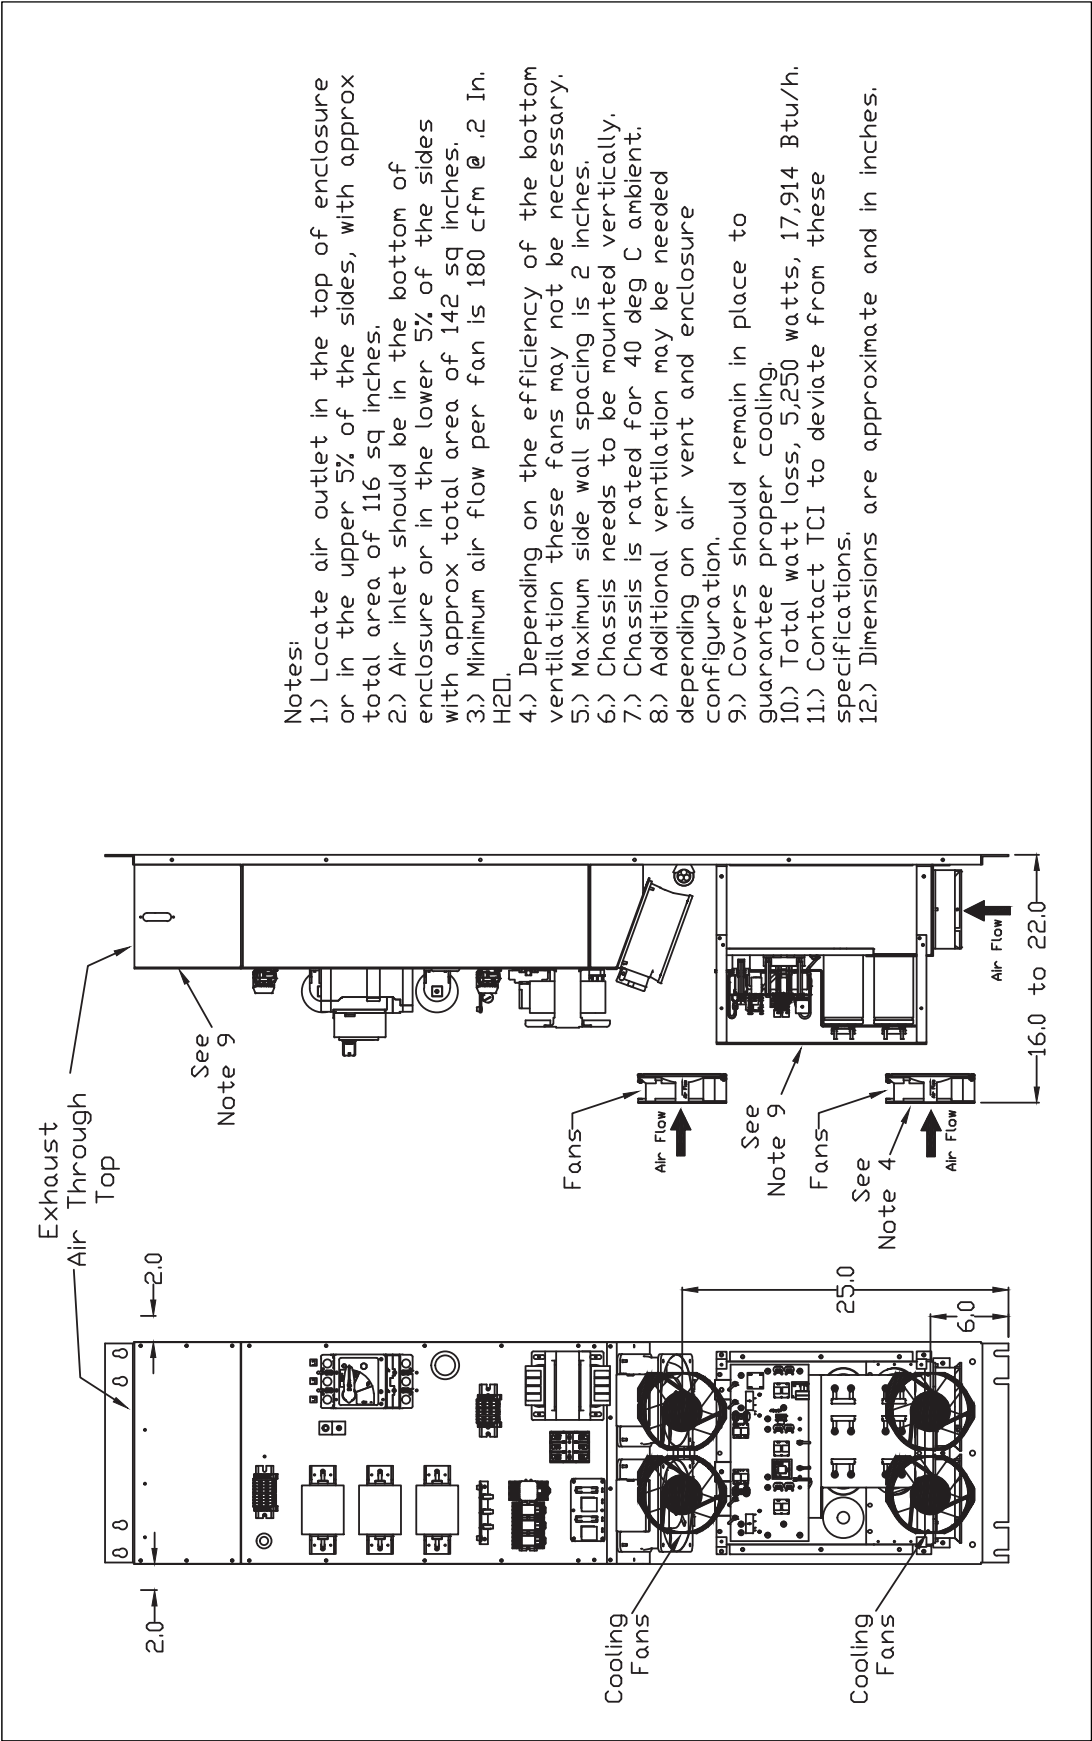 Exhaust
Air Through
Top
2.0
2.0
See
Note 9
Fans
Air Flow
See
Note 9
Fans
See
Note 4
Air Flow
Air Flow
16.0 to 22.0
25.0
6.0
Cooling
Fans
Cooling
Fans
Notes:
1.) Locate air outlet in the top of enclosure
or in the upper 5% of the sides, with approx
total area of 116 sq inches.
2.) Air inlet should be in the bottom of
enclosure or in the lower 5% of the sides
with approx total area of 142 sq inches.
3.) Minimum air flow per fan is 180 cfm @ .2 In.
H2O.
4.) Depending on the efficiency of the bottom
ventilation these fans may not be necessary.
5.) Maximum side wall spacing is 2 inches.
6.) Chassis needs to be mounted vertically.
7.) Chassis is rated for 40 deg C ambient.
8.) Additional ventilation may be needed
depending on air vent and enclosure
configuration.
9.) Covers should remain in place to
guarantee proper cooling.
10.) Total watt loss, 5,250 watts, 17,914 Btu/h.
11.) Contact TCI to deviate from these
specifications.
12.) Dimensions are approximate and in inches.